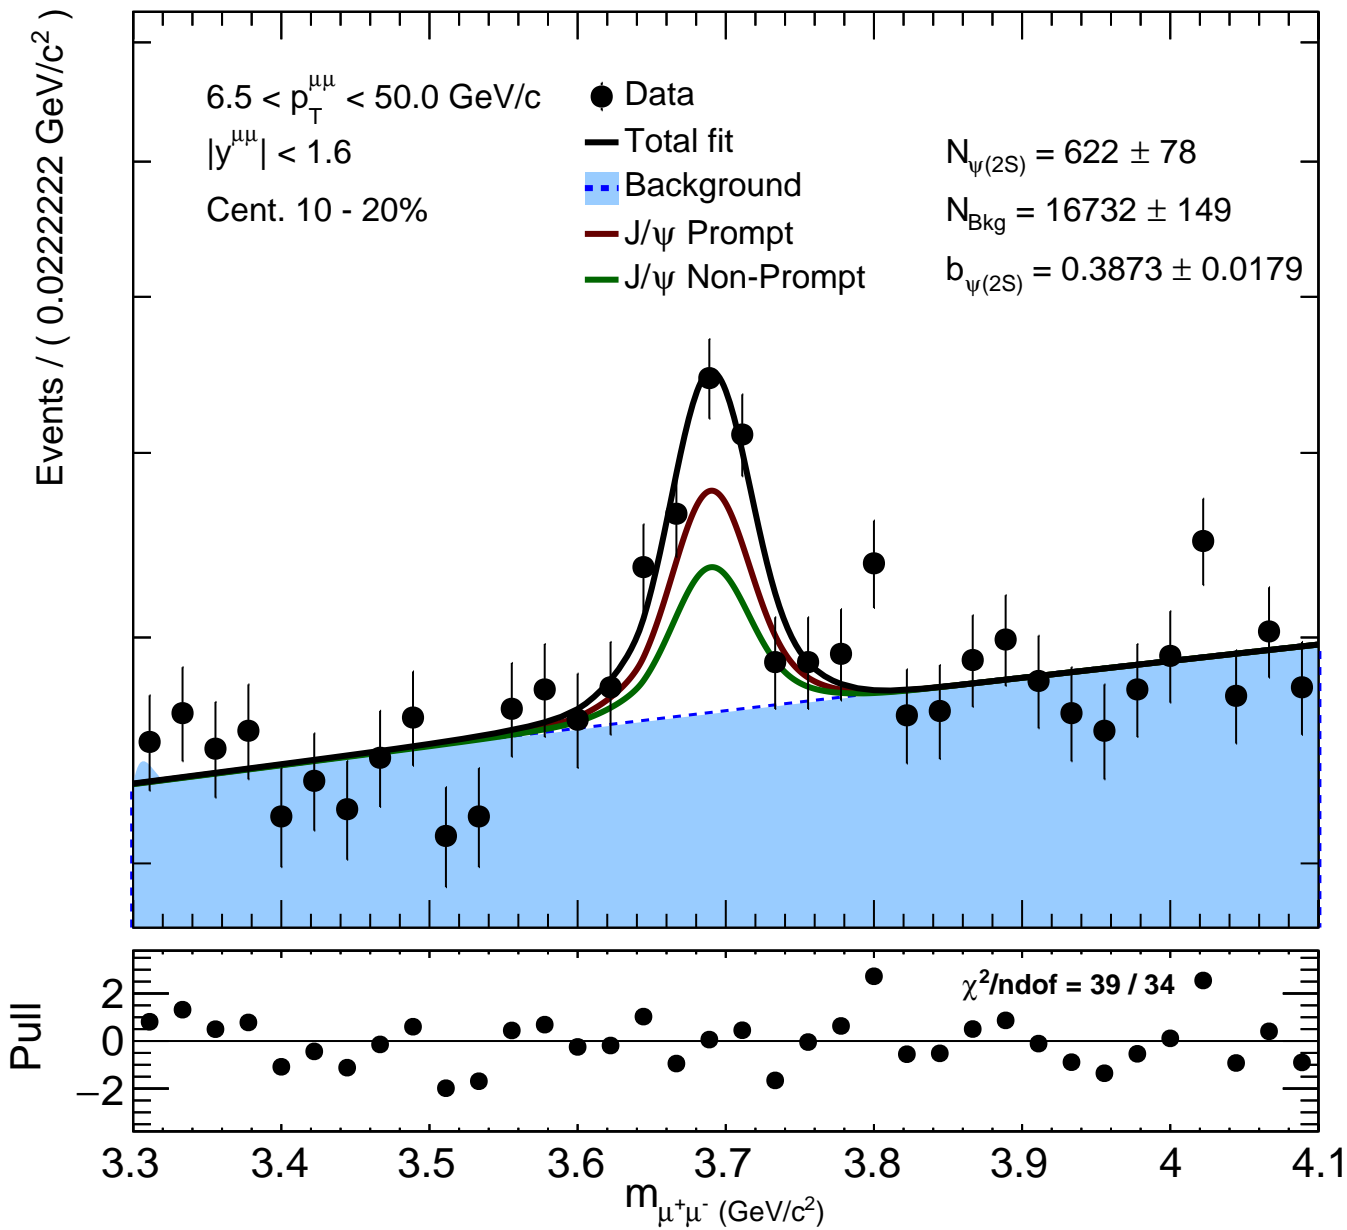 Events / ( 0.0222222 GeV/c² )
6.5 < p_T^μμ < 50.0 GeV/c
|y^μμ| < 1.6
Cent. 10 - 20%
Data
Total fit
Background
J/ψ Prompt
J/ψ Non-Prompt
N_ψ(2S) = 622 ± 78
N_Bkg = 16732 ± 149
b_ψ(2S) = 0.3873 ± 0.0179
Pull
2
0
−2
χ²/ndof = 39 / 34
3.3 3.4 3.5 3.6 3.7 3.8 3.9 4 4.1
m_μ⁺μ⁻ (GeV/c²)